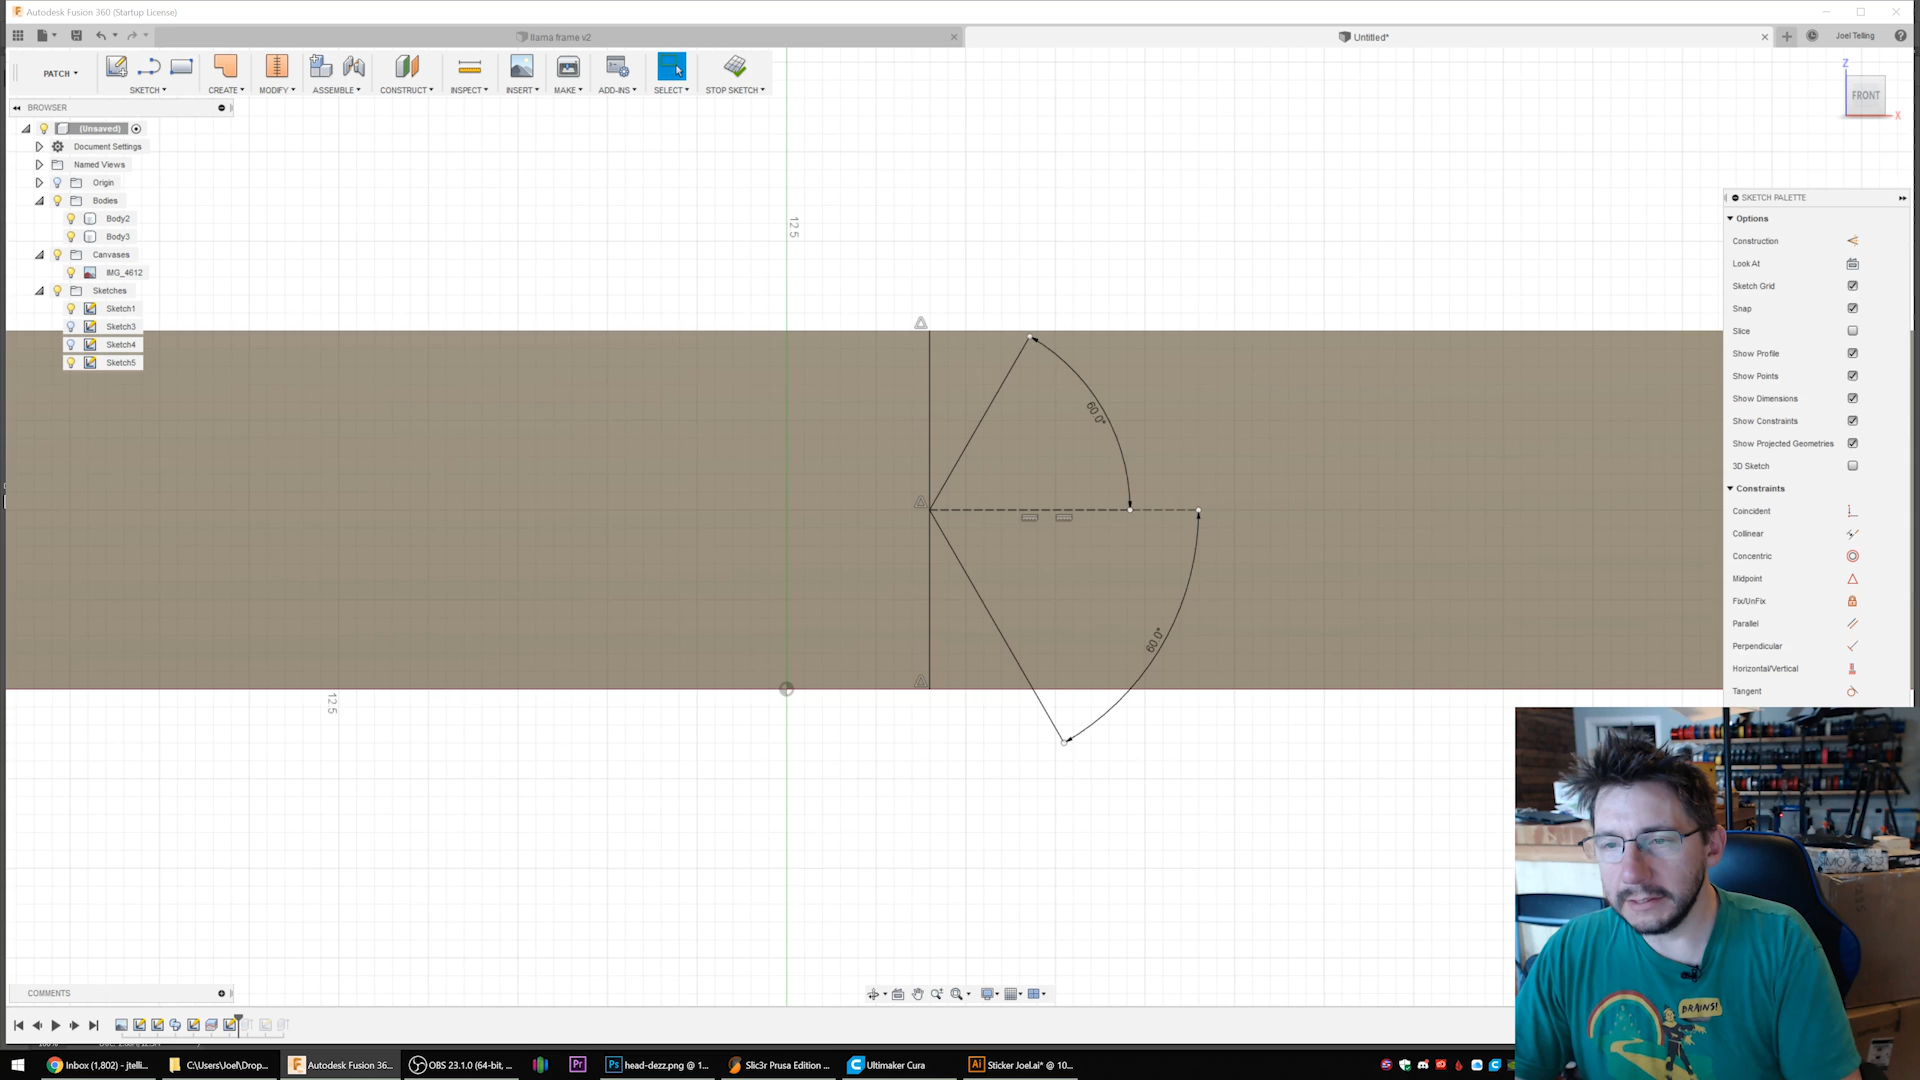 Autodesk Fusion 360 (Startup License)
llama frame v2
Untitled*
Joel Telling
PATCH
SKETCH
CREATE
MODIFY
ASSEMBLE
CONSTRUCT
INSPECT
INSERT
MAKE
ADD-INS
SELECT
STOP SKETCH
Z
FRONT
X
BROWSER
(Unsaved)
Document Settings
Named Views
Origin
Bodies
Body2
Body3
Canvases
IMG_4612
Sketches
Sketch1
Sketch3
Sketch4
Sketch5
12.5
60.0°
60.0°
12.5
SKETCH PALETTE
Options
Construction
Look At
Sketch Grid
Snap
Slice
Show Profile
Show Points
Show Dimensions
Show Constraints
Show Projected Geometries
3D Sketch
Constraints
Coincident
Collinear
Concentric
Midpoint
Fix/UnFix
Parallel
Perpendicular
Horizontal/Vertical
Tangent
BRAINS!
COMMENTS
Inbox (1,802) - jtelli...
C:\Users\Joel\Drop...
Autodesk Fusion 36...
OBS 23.1.0 (64-bit, ...
Pr
Ps
head-dezz.png @ 1...
Slic3r Prusa Edition ...
Ultimaker Cura
Ai
Sticker Joel.ai* @ 10...